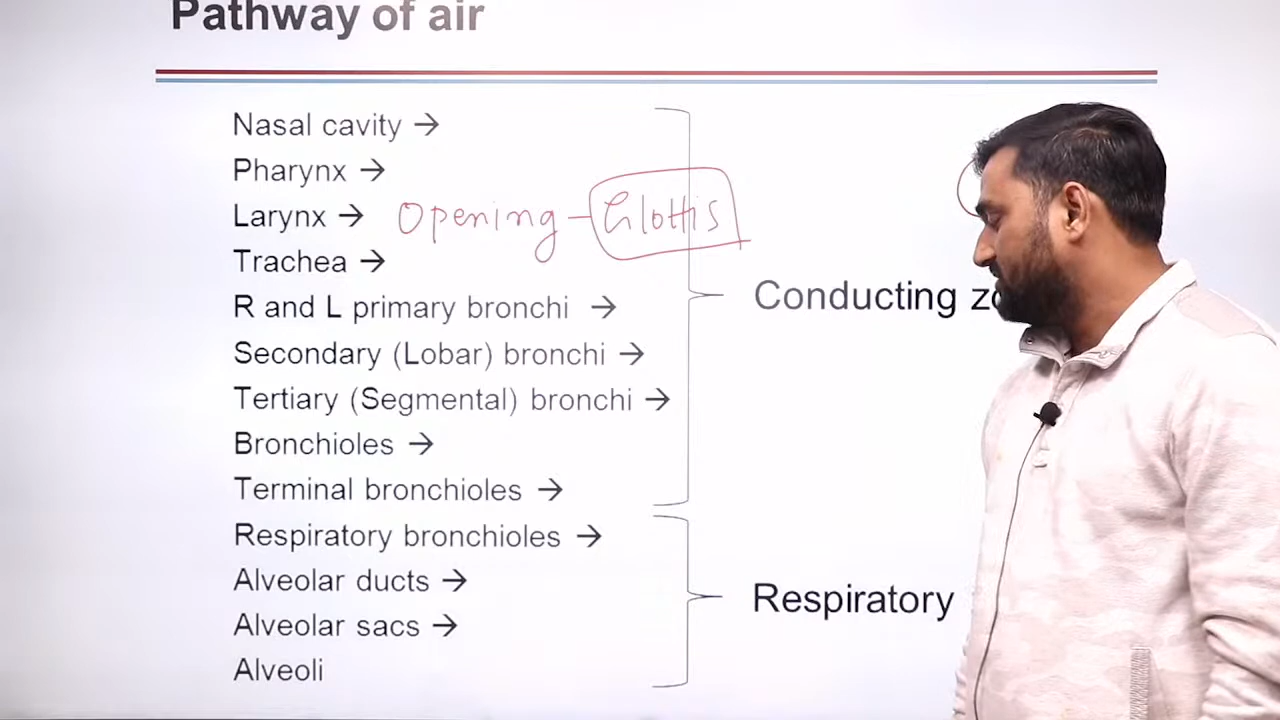 Pathway of air
Nasal cavity →
Pharynx →
Larynx → Opening - Glottis
Trachea →
R and L primary bronchi →
Conducting zo
Secondary (Lobar) bronchi →
Tertiary (Segmental) bronchi →
Bronchioles →
Terminal bronchioles →
Respiratory bronchioles →
Alveolar ducts →
Respiratory
Alveolar sacs →
Alveoli